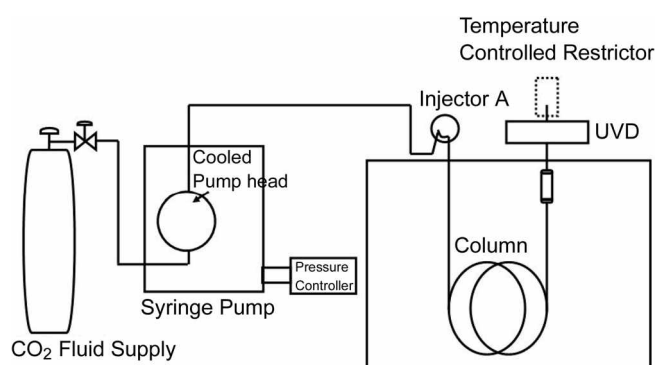 Temperature
Controlled Restrictor
Injector A
UVD
Cooled
Pump head
Column
Pressure
Controller
Syringe Pump
CO₂ Fluid Supply